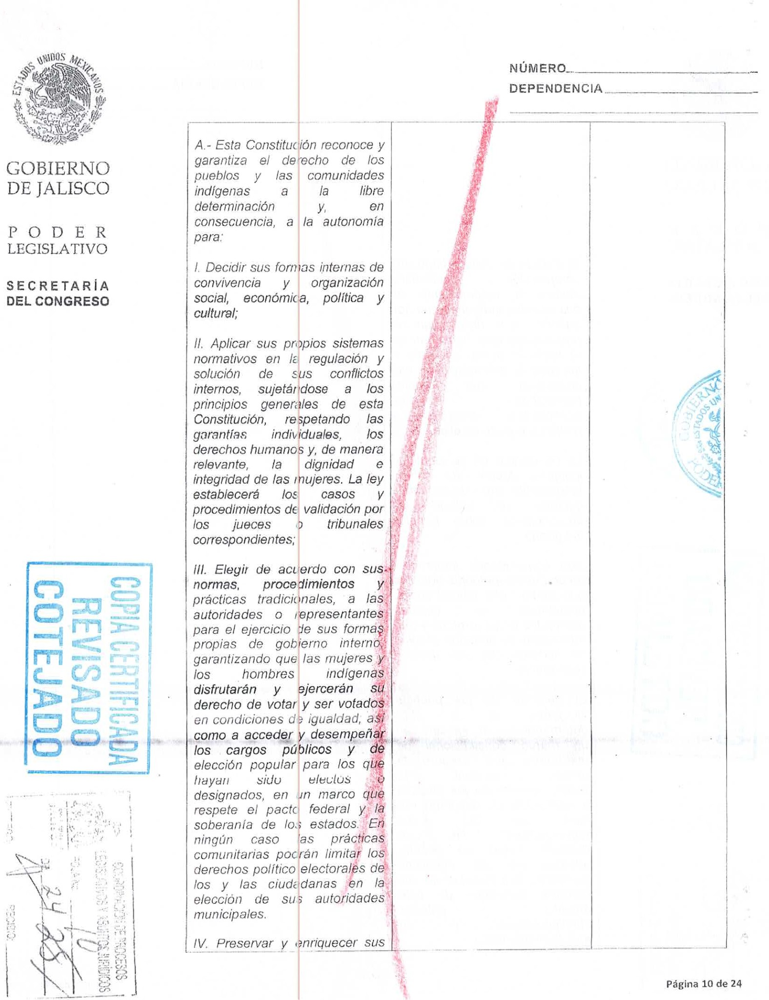 ESTADOS UNIDOS MEXICANOS
GOBIERNO
DE JALISCO
PODER
LEGISLATIVO
SECRETARÍA
DEL CONGRESO
NÚMERO
DEPENDENCIA
A.- Esta Constitución reconoce y
garantiza el derecho de los
pueblos y las comunidades
indígenas a la libre
determinación y, en
consecuencia, a la autonomía
para:
I. Decidir sus formas internas de
convivencia y organización
social, económica, política y
cultural;
II. Aplicar sus propios sistemas
normativos en la regulación y
solución de sus conflictos
internos, sujetándose a los
principios generales de esta
Constitución, respetando las
garantías individuales, los
derechos humanos y, de manera
relevante, la dignidad e
integridad de las mujeres. La ley
establecerá los casos y
procedimientos de validación por
los jueces o tribunales
correspondientes;
III. Elegir de acuerdo con sus
normas, procedimientos y
prácticas tradicionales, a las
autoridades o representantes
para el ejercicio de sus formas
propias de gobierno interno,
garantizando que las mujeres y
los hombres indígenas
disfrutarán y ejercerán su
derecho de votar y ser votados
en condiciones de igualdad; así
como a acceder y desempeñar
los cargos públicos y de
elección popular para los que
hayan sido electos o
designados, en un marco que
respete el pacto federal y la
soberanía de los estados. En
ningún caso las prácticas
comunitarias podrán limitar los
derechos político electorales de
los y las ciudadanas en la
elección de sus autoridades
municipales.
IV. Preservar y enriquecer sus
GOBIERNO
ESTADOS UN
PODE
COPIA CERTIFICADA
REVISADO
COTEJADO
COORDINACIÓN DE PROCESOS
LEGISLATIVOS Y ASUNTOS JURÍDICOS
FOJA No. 10
DE 24
RECIBIÓ:
Página 10 de 24